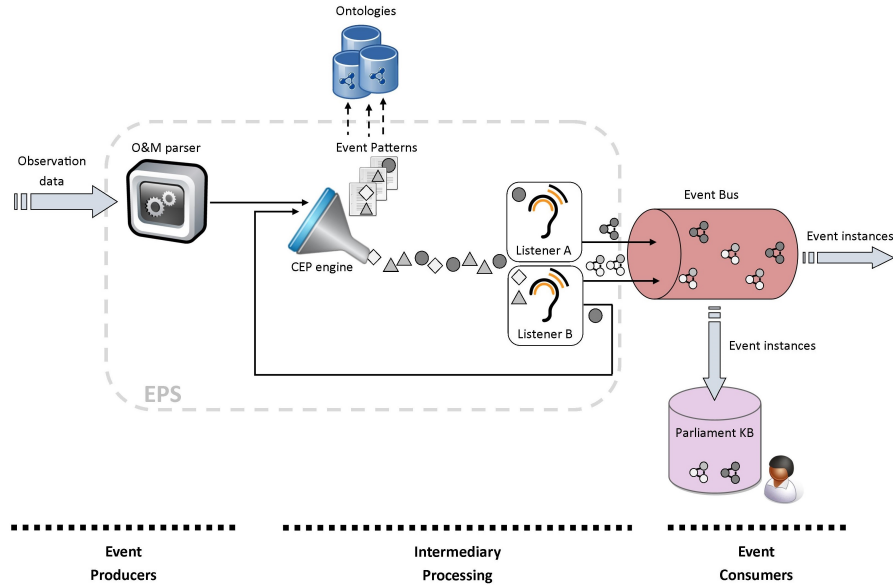 Ontologies
O&M parser
Event Patterns
Observation
data
Event Bus
Listener A
Event instances
CEP engine
Listener B
Event instances
EPS
Parliament KB
Event
Producers
Intermediary
Processing
Event
Consumers